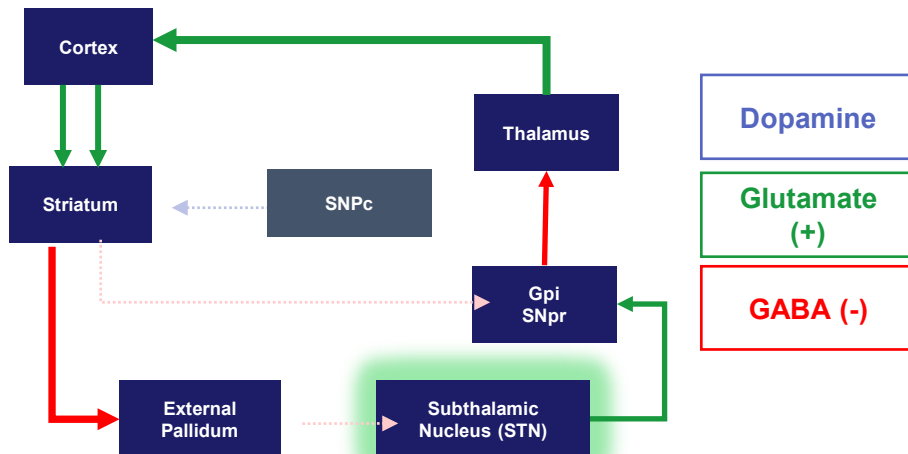 Cortex
Thalamus
Dopamine
Striatum
SNPc
Glutamate
(+)
Gpi
SNpr
GABA (-)
External
Pallidum
Subthalamic
Nucleus (STN)